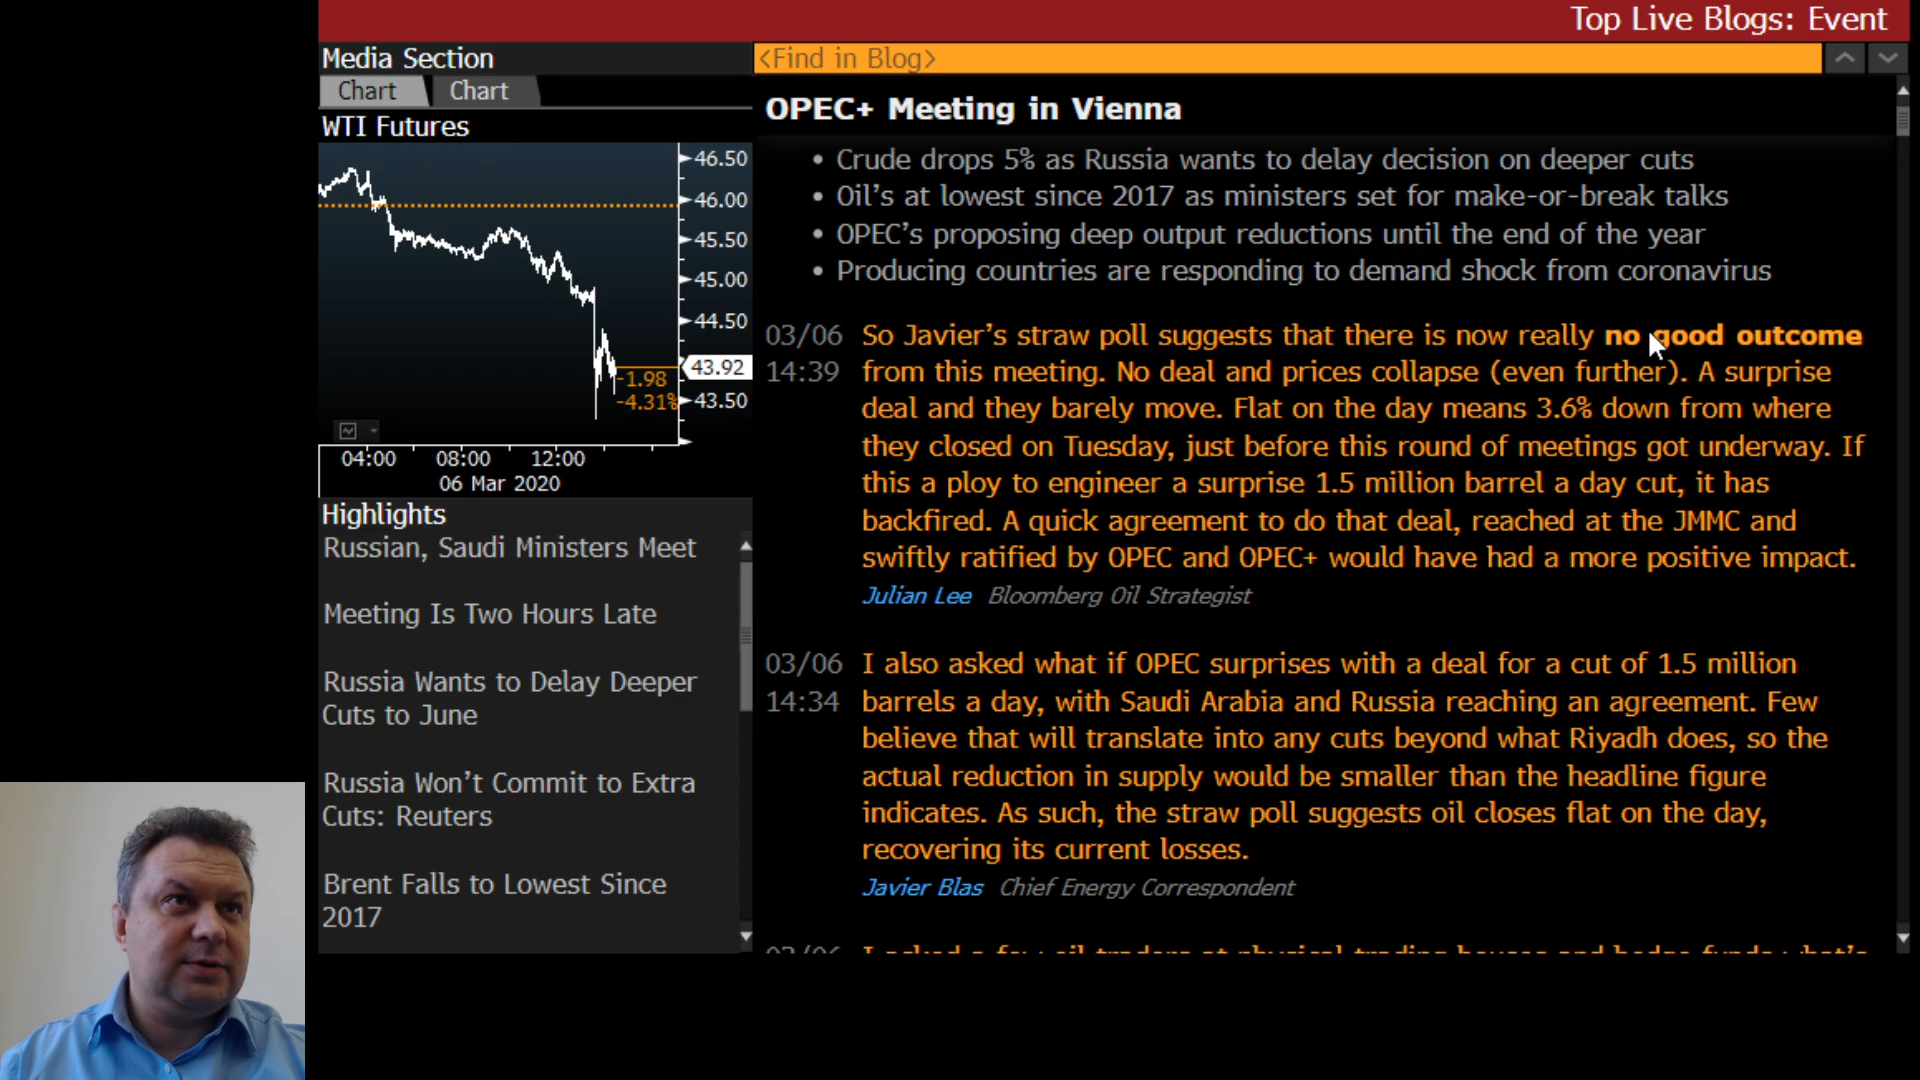 Top Live Blogs: Event
Media Section
<Find in Blog>
Chart
Chart
WTI Futures
46.50
46.00
45.50
45.00
44.50
43.92
43.50
-1.98
-4.31%
04:00
08:00
12:00
06 Mar 2020
Highlights
Russian, Saudi Ministers Meet
Meeting Is Two Hours Late
Russia Wants to Delay Deeper
Cuts to June
Russia Won’t Commit to Extra
Cuts: Reuters
Brent Falls to Lowest Since
2017
OPEC+ Meeting in Vienna
• Crude drops 5% as Russia wants to delay decision on deeper cuts
• Oil’s at lowest since 2017 as ministers set for make-or-break talks
• OPEC’s proposing deep output reductions until the end of the year
• Producing countries are responding to demand shock from coronavirus
03/06
14:39
So Javier’s straw poll suggests that there is now really no good outcome
from this meeting. No deal and prices collapse (even further). A surprise
deal and they barely move. Flat on the day means 3.6% down from where
they closed on Tuesday, just before this round of meetings got underway. If
this a ploy to engineer a surprise 1.5 million barrel a day cut, it has
backfired. A quick agreement to do that deal, reached at the JMMC and
swiftly ratified by OPEC and OPEC+ would have had a more positive impact.
Julian Lee Bloomberg Oil Strategist
03/06
14:34
I also asked what if OPEC surprises with a deal for a cut of 1.5 million
barrels a day, with Saudi Arabia and Russia reaching an agreement. Few
believe that will translate into any cuts beyond what Riyadh does, so the
actual reduction in supply would be smaller than the headline figure
indicates. As such, the straw poll suggests oil closes flat on the day,
recovering its current losses.
Javier Blas Chief Energy Correspondent
03/06
I asked a few oil traders at physical trading houses and hedge funds what’s